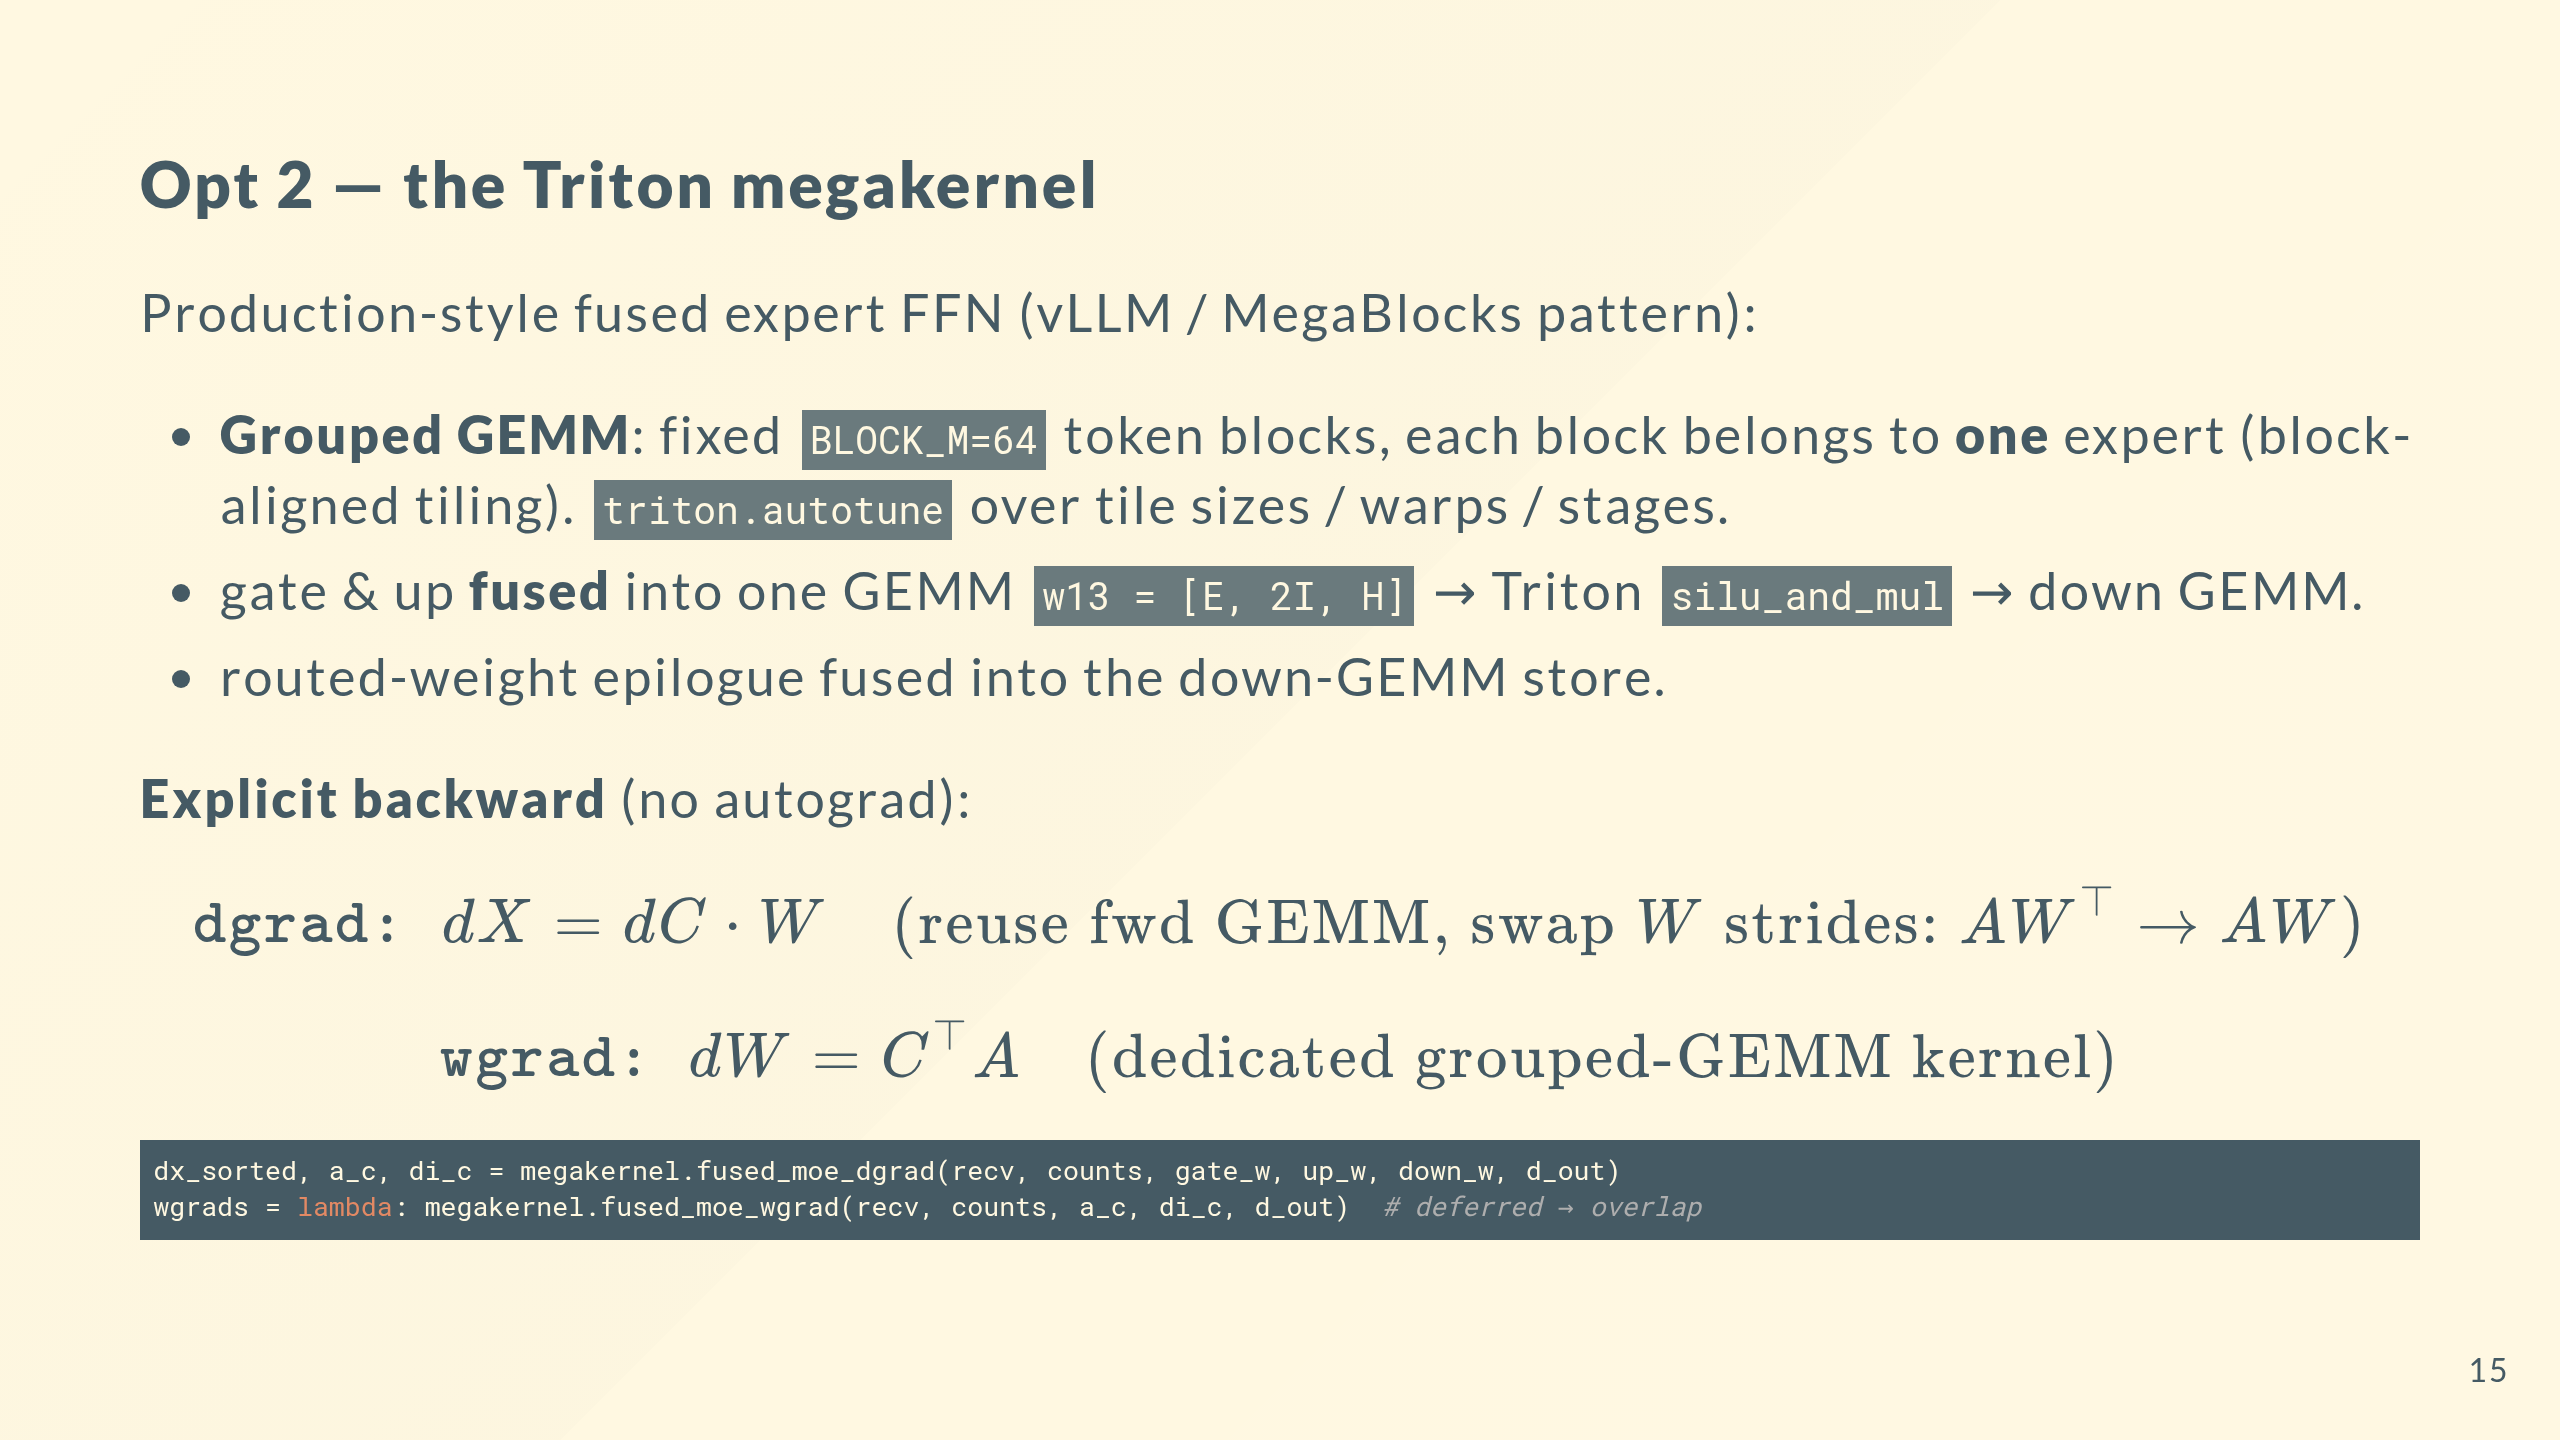 Opt 2 — the Triton megakernel
Production-style fused expert FFN (vLLM / MegaBlocks pattern):
• Grouped GEMM: fixed BLOCK_M=64 token blocks, each block belongs to one expert (block-
aligned tiling). triton.autotune over tile sizes / warps / stages.
• gate & up fused into one GEMM w13 = [E, 2I, H] → Triton silu_and_mul → down GEMM.
• routed-weight epilogue fused into the down-GEMM store.
Explicit backward (no autograd):
dgrad: dX = dC · W (reuse fwd GEMM, swap W strides: AW⊤ → AW)
wgrad: dW = C⊤A (dedicated grouped-GEMM kernel)
dx_sorted, a_c, di_c = megakernel.fused_moe_dgrad(recv, counts, gate_w, up_w, down_w, d_out)
wgrads = lambda: megakernel.fused_moe_wgrad(recv, counts, a_c, di_c, d_out)  # deferred → overlap
15